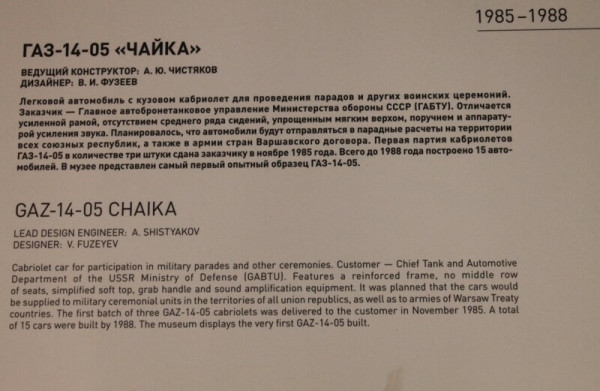 1985–1988
ГАЗ-14-05 «ЧАЙКА»
ВЕДУЩИЙ КОНСТРУКТОР: А. Ю. ЧИСТЯКОВ
ДИЗАЙНЕР: В. И. ФУЗЕЕВ
Легковой автомобиль с кузовом кабриолет для проведения парадов и других воинских церемоний.
Заказчик — Главное автобронетанковое управление Министерства обороны СССР (ГАБТУ). Отличается
усиленной рамой, отсутствием среднего ряда сидений, упрощенным мягким верхом, поручнем и аппарату-
рой усиления звука. Планировалось, что автомобили будут отправляться в парадные расчеты на территории
всех союзных республик, а также в армии стран Варшавского договора. Первая партия кабриолетов
ГАЗ-14-05 в количестве три штуки сдана заказчику в ноябре 1985 года. Всего до 1988 года построено 15 авто-
мобилей. В музее представлен самый первый опытный образец ГАЗ-14-05.
GAZ-14-05 CHAIKA
LEAD DESIGN ENGINEER: A. SHISTYAKOV
DESIGNER: V. FUZEYEV
Cabriolet car for participation in military parades and other ceremonies. Customer — Chief Tank and Automotive
Department of the USSR Ministry of Defense (GABTU). Features a reinforced frame, no middle row
of seats, simplified soft top, grab handle and sound amplification equipment. It was planned that the cars would
be supplied to military ceremonial units in the territories of all union republics, as well as to armies of Warsaw Treaty
countries. The first batch of three GAZ-14-05 cabriolets was delivered to the customer in November 1985. A total
of 15 cars were built by 1988. The museum displays the very first GAZ-14-05 built.